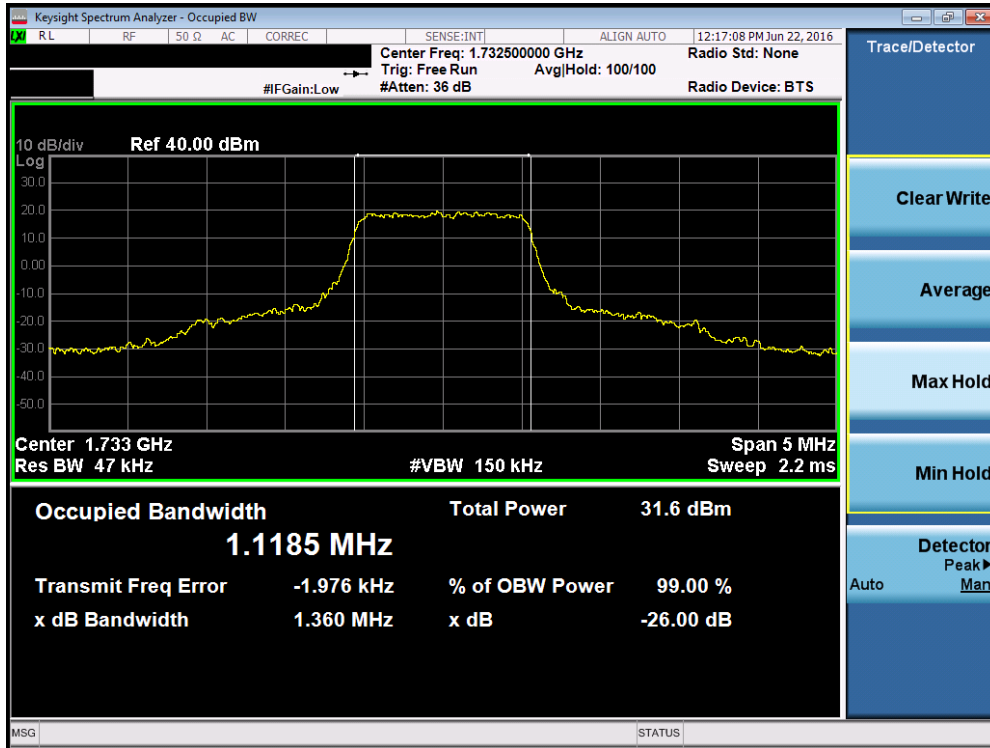 Keysight Spectrum Analyzer - Occupied BW
LXI RL RF 50 Ω AC CORREC SENSE:INT ALIGN AUTO 12:17:08 PM Jun 22, 2016
Center Freq: 1.732500000 GHz Radio Std: None
Trig: Free Run Avg|Hold: 100/100
#IFGain:Low #Atten: 36 dB Radio Device: BTS
Trace/Detector
10 dB/div Ref 40.00 dBm
Log
30.0
20.0
10.0
0.00
-10.0
-20.0
-30.0
-40.0
-50.0
Center 1.733 GHz Span 5 MHz
Res BW 47 kHz #VBW 150 kHz Sweep 2.2 ms
Occupied Bandwidth Total Power 31.6 dBm
1.1185 MHz
Transmit Freq Error -1.976 kHz % of OBW Power 99.00 %
x dB Bandwidth 1.360 MHz x dB -26.00 dB
Clear Write
Average
Max Hold
Min Hold
Detector
Peak▶
Auto Man
MSG STATUS